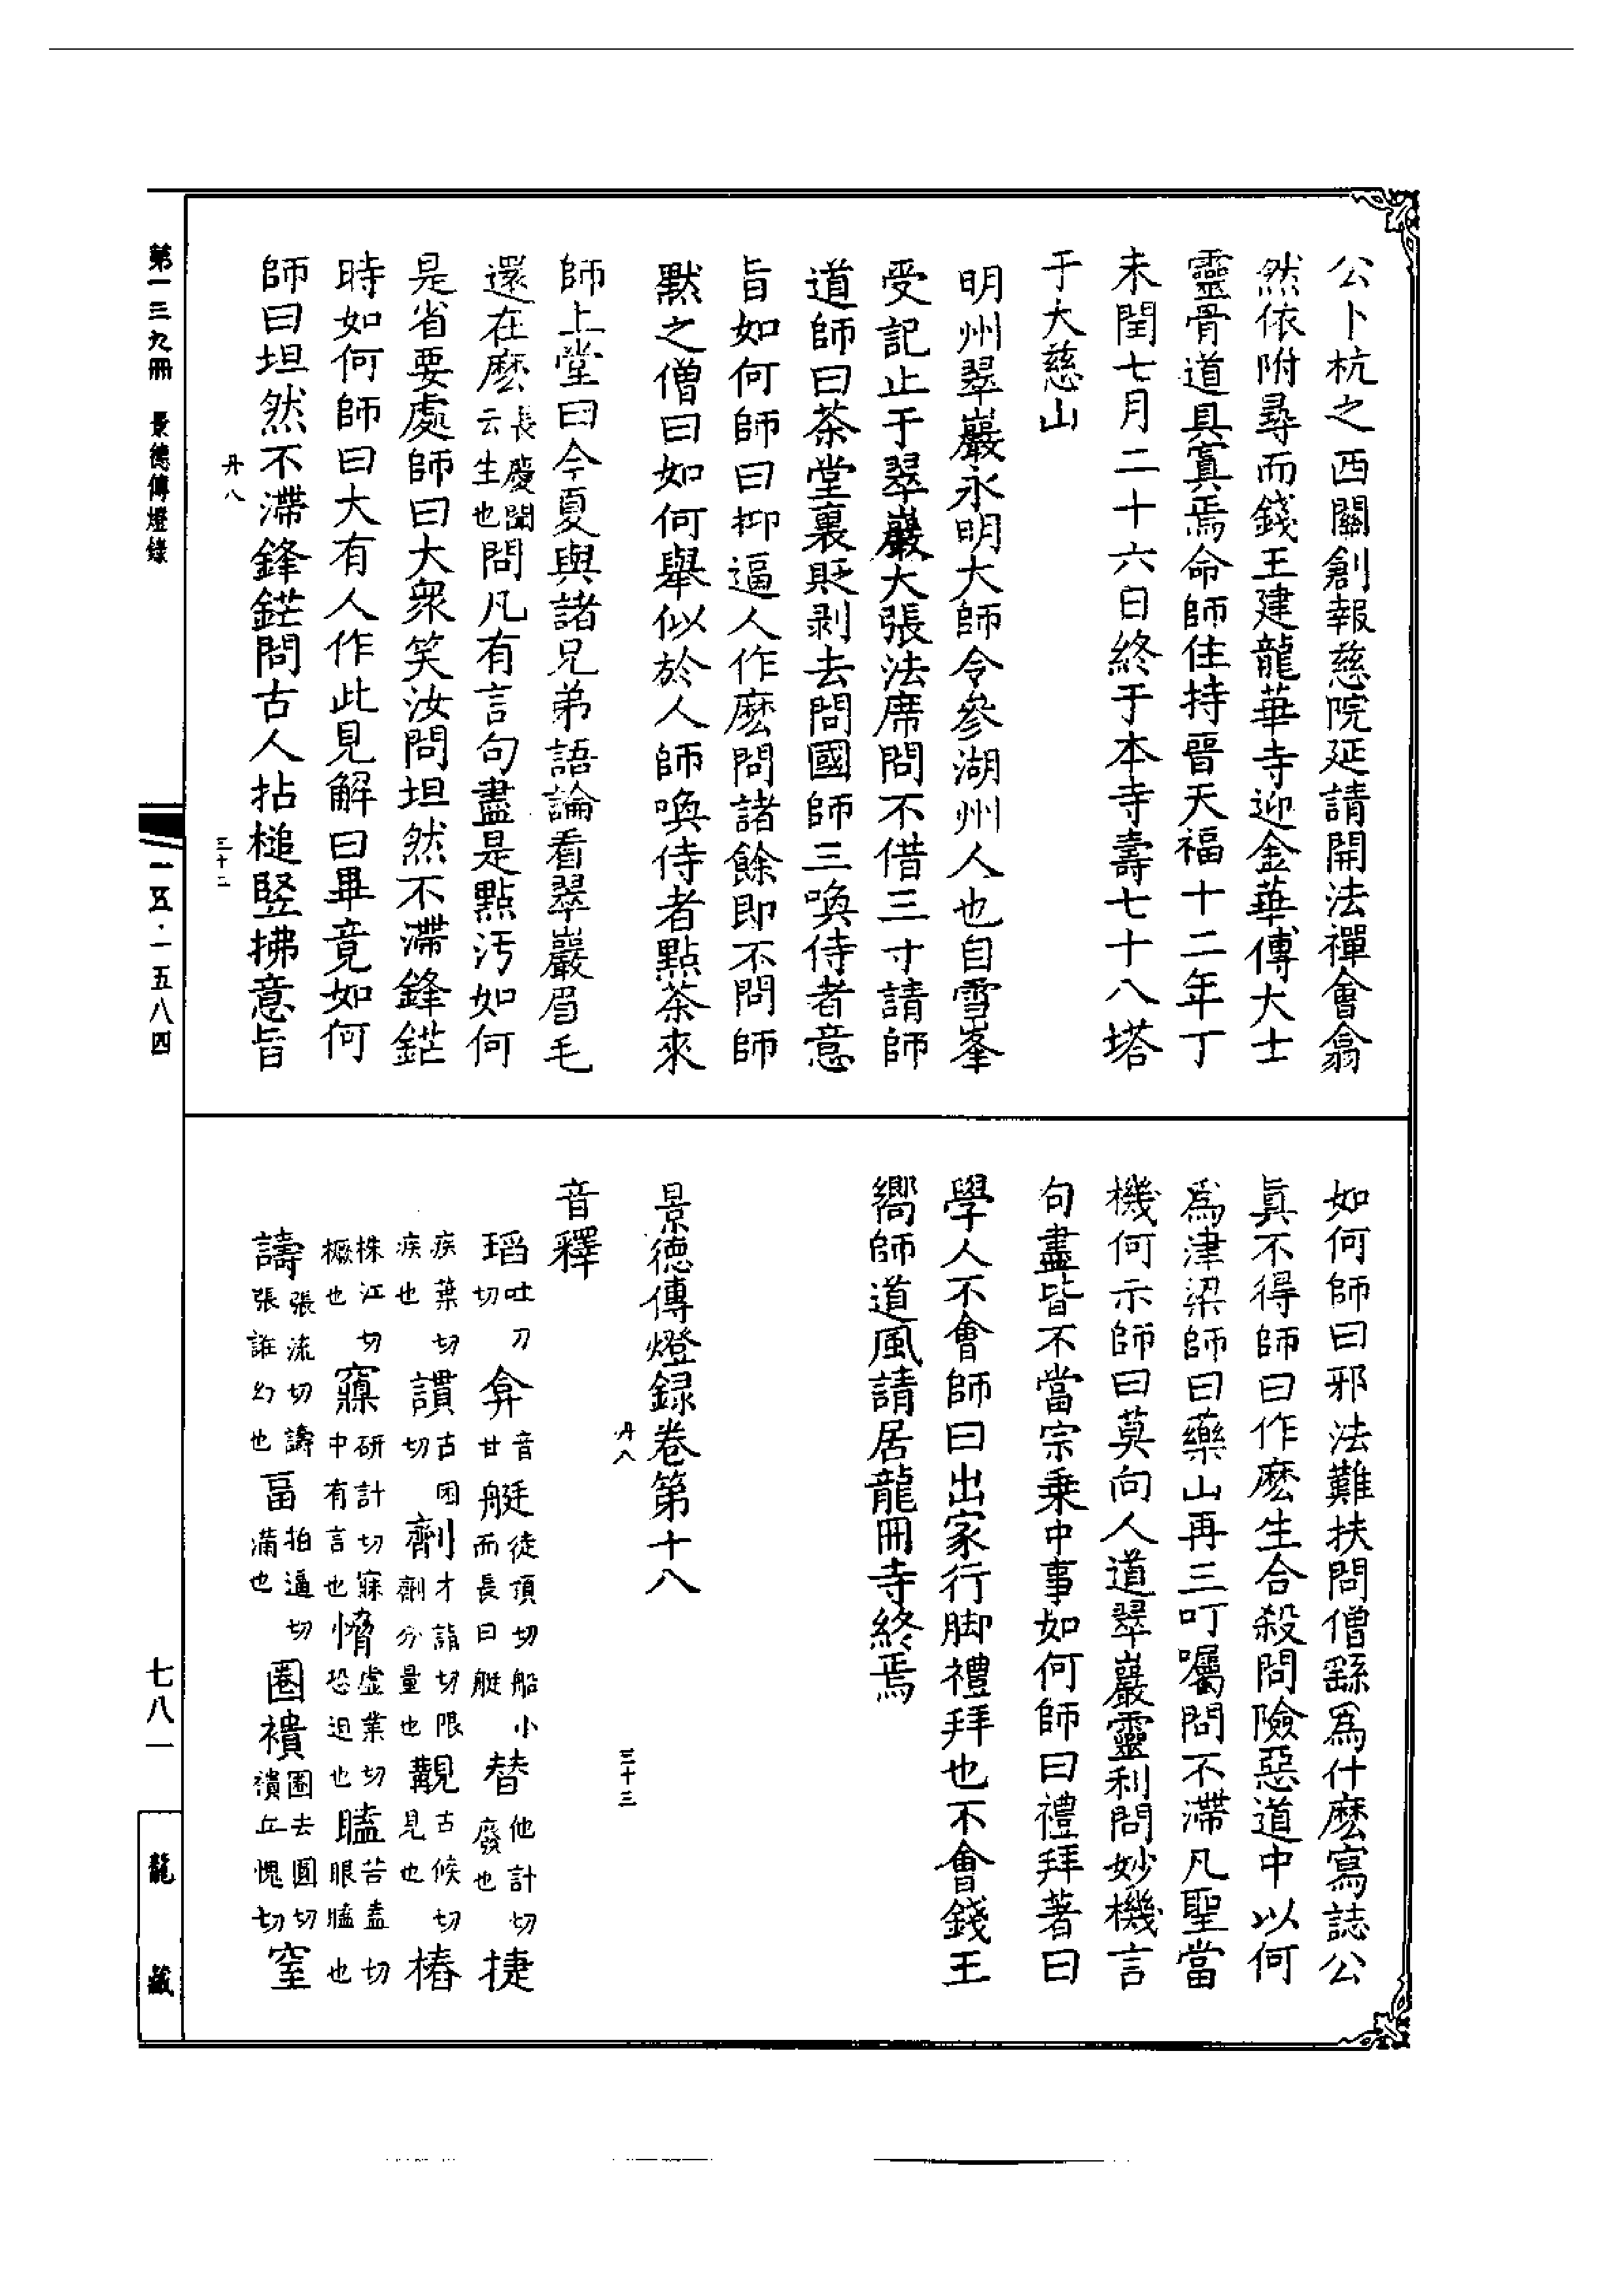 公卜杭之西關創報慈院延請開法禪會翕
然依附尋而錢王建龍華寺迎金華傅大士
靈骨道具寘焉命師住持晉天福十二年丁
未閏七月二十六日終于本寺壽七十八塔
于大慈山
明州翠巖永明大師令參湖州人也自雪峯
受記止于翠巖大張法席問不借三寸請師
道師曰茶堂裏貶剥去問國師三喚侍者意
旨如何師曰抑逼人作麽問諸餘即不問師
默之僧曰如何舉似於人師喚侍者點茶來
師上堂曰今夏與諸兄弟語論看翠巖眉毛
還在麽長慶聞云生也問凡有言句盡是點汚如何
是省要處師曰大衆笑汝問坦然不滯鋒鋩
時如何師曰大有人作此見解曰畢竟如何
師曰坦然不滯鋒鋩問古人拈槌竪拂意旨
丹八
三十二
第一三九冊 景德傳燈錄
一五·一五八四
如何師曰邪法難扶問僧繇爲什麽寫誌公
眞不得師曰作麽生合殺問險惡道中以何
爲津梁師曰藥山再三叮囑問不滯凡聖當
機何示師曰莫向人道翠巖靈利問妙機言
句盡皆不當宗乗中事如何師曰禮拜著曰
學人不會師曰出家行脚禮拜也不會錢王
嚮師道風請居龍冊寺終焉
景德傳燈録卷第十八
丹八
三十三
音釋
瑫吐刀切 弇音甘 艇徒頂切船小而長曰艇 替他計切廢也 捷
疾葉切疾也 謴古困切 劑才詣切限劑分量也 覯古候切見也 樁
株江切橛也 寱研計切寐中有言也 愶虛業切恐迫也 瞌苦盍切眼瞌也
譸張流切譸張誑幻也 畐拍逼切滿也 圈䙡圈去圓切䙡丘愧切 窒
七八一
龍藏